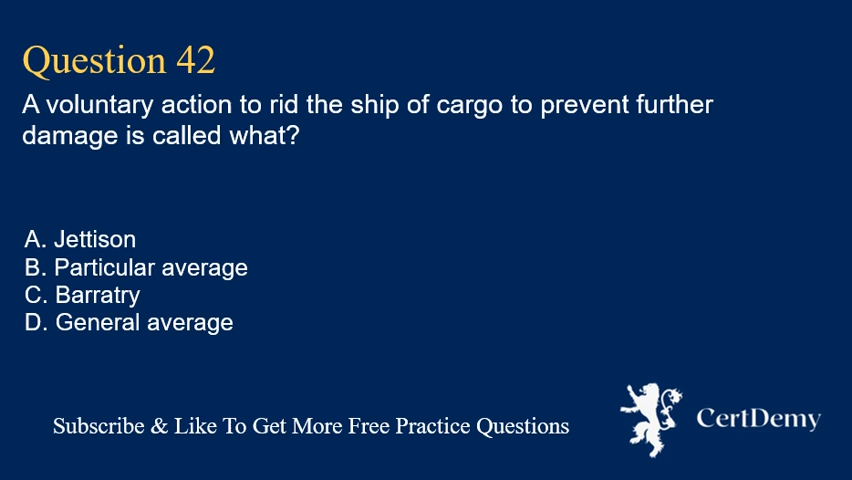 Question 42
A voluntary action to rid the ship of cargo to prevent further
damage is called what?
A. Jettison
B. Particular average
C. Barratry
D. General average
Subscribe & Like To Get More Free Practice Questions
CertDemy